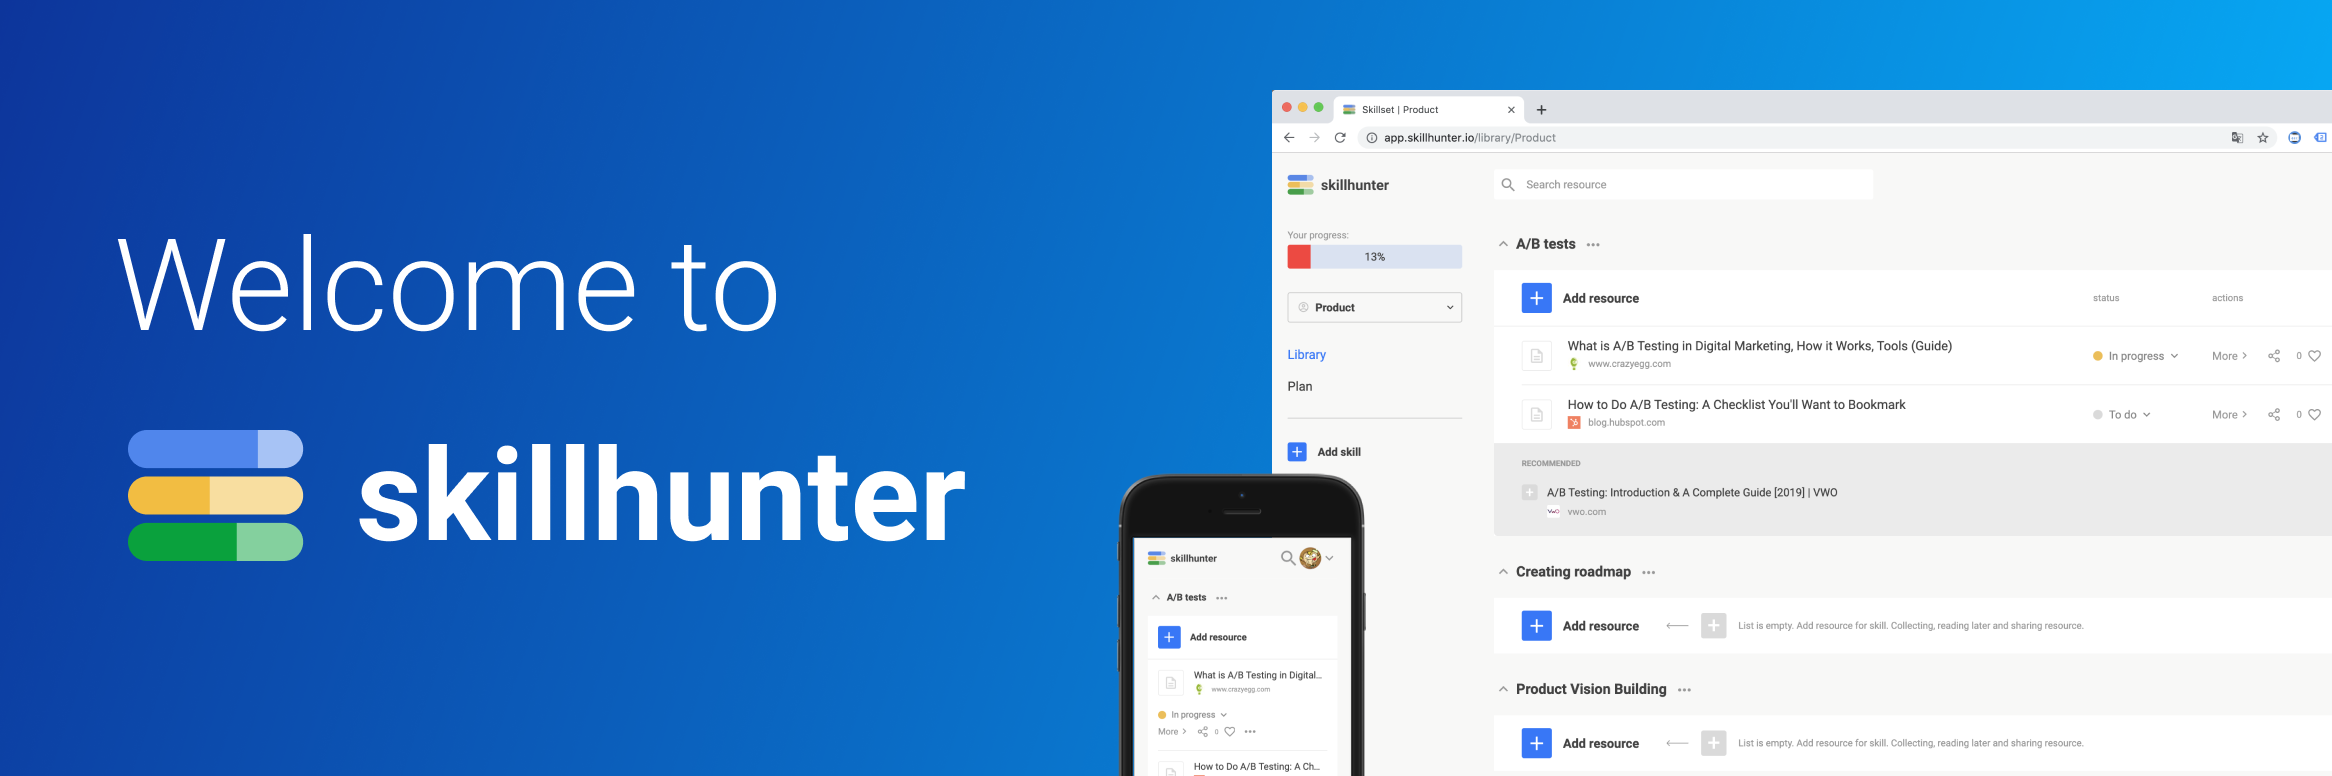 Welcome to
skillhunter
Skillset | Product
app.skillhunter.io/library/Product
skillhunter
Search resource
Your progress:
13%
Product
Library
Plan
Add skill
A/B tests
Add resource
status
actions
What is A/B Testing in Digital Marketing, How it Works, Tools (Guide)
www.crazyegg.com
In progress
More
0
How to Do A/B Testing: A Checklist You'll Want to Bookmark
blog.hubspot.com
To do
More
0
RECOMMENDED
A/B Testing: Introduction & A Complete Guide [2019] | VWO
VWO
vwo.com
Creating roadmap
Add resource
List is empty. Add resource for skill. Collecting, reading later and sharing resource.
Product Vision Building
Add resource
List is empty. Add resource for skill. Collecting, reading later and sharing resource.
skillhunter
A/B tests
Add resource
What is A/B Testing in Digital...
www.crazyegg.com
In progress
More
0
How to Do A/B Testing: A Ch...